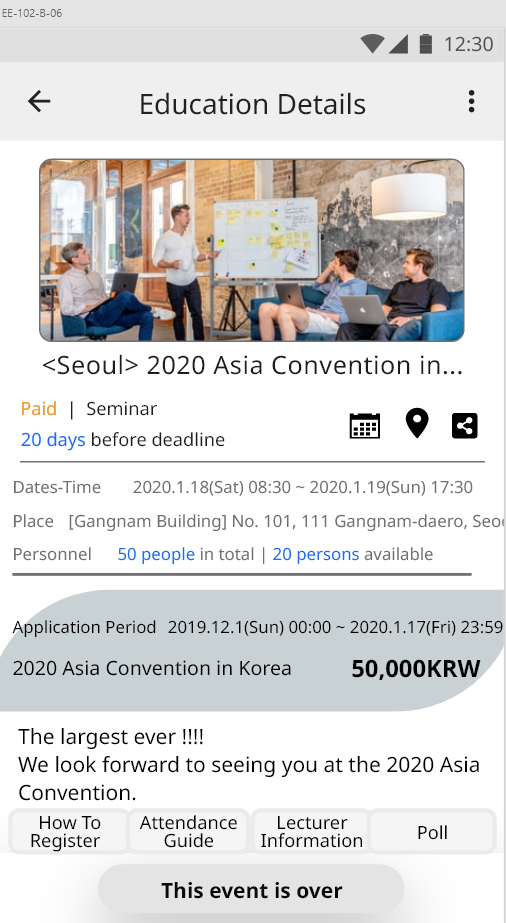 EE-102-B-06
12:30
Education Details
<Seoul> 2020 Asia Convention in...
Paid | Seminar
20 days before deadline
Dates-Time 2020.1.18(Sat) 08:30 ~ 2020.1.19(Sun) 17:30
Place [Gangnam Building] No. 101, 111 Gangnam-daero, Seo
Personnel 50 people in total | 20 persons available
Application Period 2019.12.1(Sun) 00:00 ~ 2020.1.17(Fri) 23:59
2020 Asia Convention in Korea 50,000KRW
The largest ever !!!!
We look forward to seeing you at the 2020 Asia
Convention.
How To
Register
Attendance
Guide
Lecturer
Information
Poll
This event is over